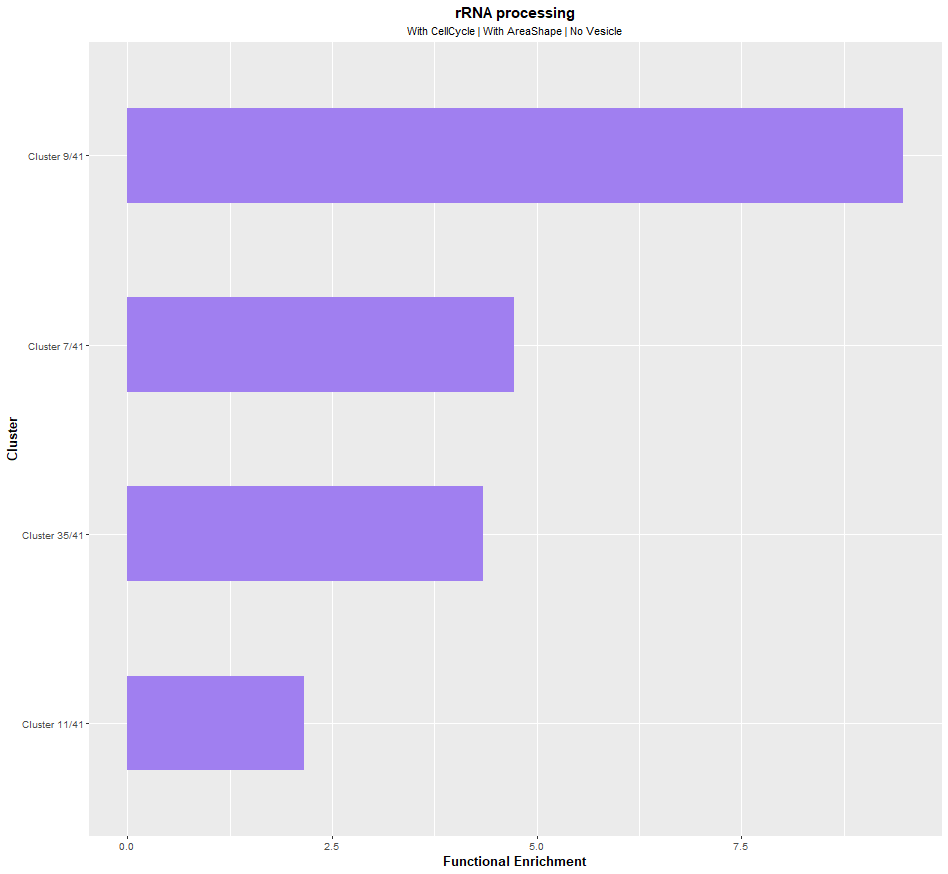 rRNA processing
With CellCycle | With AreaShape | No Vesicle
Cluster 9/41
Cluster 7/41
Cluster 35/41
Cluster 11/41
Cluster
0.0 2.5 5.0 7.5
Functional Enrichment